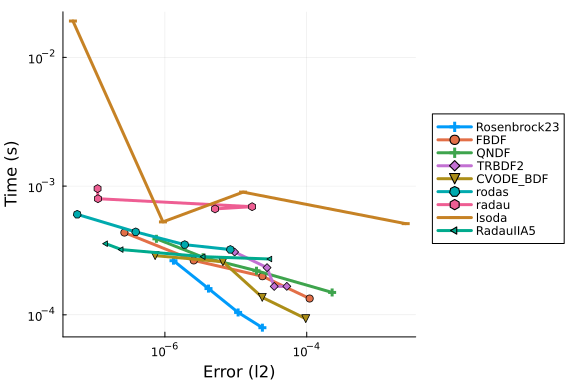 Time (s)
10⁻²
10⁻³
10⁻⁴
10⁻⁶
10⁻⁴
Error (l2)
Rosenbrock23
FBDF
QNDF
TRBDF2
CVODE_BDF
rodas
radau
lsoda
RadauIIA5